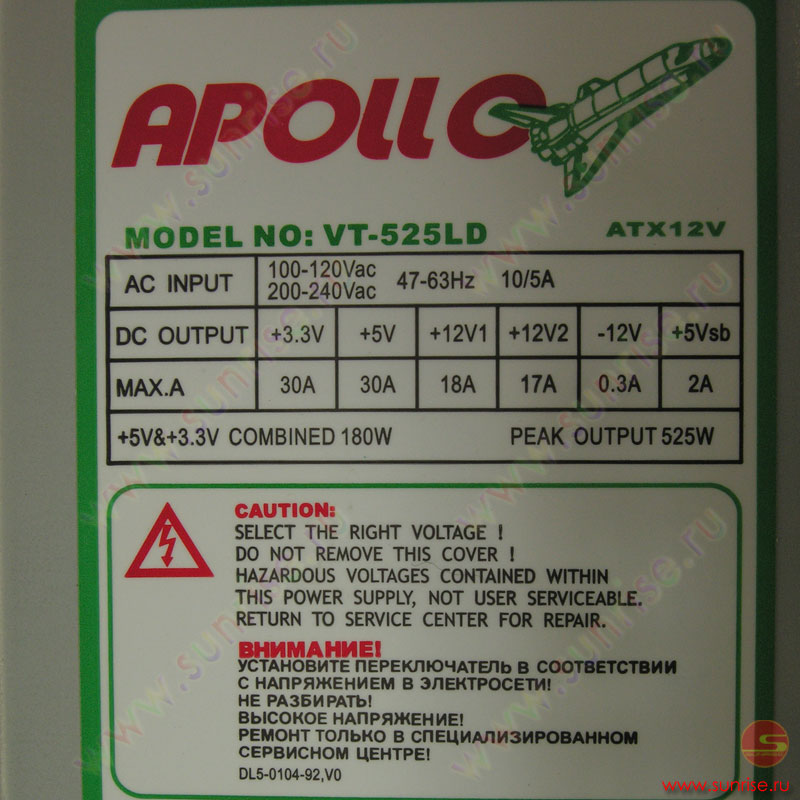 APOLLO
MODEL NO: VT-525LD ATX12V
AC INPUT 100-120Vac 200-240Vac 47-63Hz 10/5A
DC OUTPUT +3.3V +5V +12V1 +12V2 -12V +5Vsb
MAX.A 30A 30A 18A 17A 0.3A 2A
+5V&+3.3V COMBINED 180W PEAK OUTPUT 525W
CAUTION:
SELECT THE RIGHT VOLTAGE !
DO NOT REMOVE THIS COVER !
HAZARDOUS VOLTAGES CONTAINED WITHIN
THIS POWER SUPPLY, NOT USER SERVICEABLE.
RETURN TO SERVICE CENTER FOR REPAIR.
ВНИМАНИЕ!
УСТАНОВИТЕ ПЕРЕКЛЮЧАТЕЛЬ В СООТВЕТСТВИИ
С НАПРЯЖЕНИЕМ В ЭЛЕКТРОСЕТИ!
НЕ РАЗБИРАТЬ!
ВЫСОКОЕ НАПРЯЖЕНИЕ!
РЕМОНТ ТОЛЬКО В СПЕЦИАЛИЗИРОВАННОМ
СЕРВИСНОМ ЦЕНТРЕ!
DL5-0104-92,V0
www.sunrise.ru